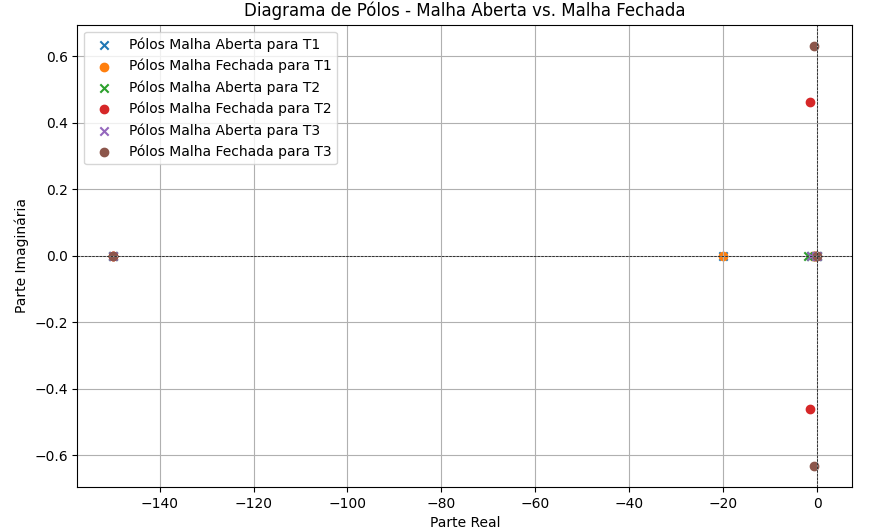 Diagrama de Pólos - Malha Aberta vs. Malha Fechada
Pólos Malha Aberta para T1
Pólos Malha Fechada para T1
Pólos Malha Aberta para T2
Pólos Malha Fechada para T2
Pólos Malha Aberta para T3
Pólos Malha Fechada para T3
Parte Imaginária
0.6
0.4
0.2
0.0
−0.2
−0.4
−0.6
−140 −120 −100 −80 −60 −40 −20 0
Parte Real